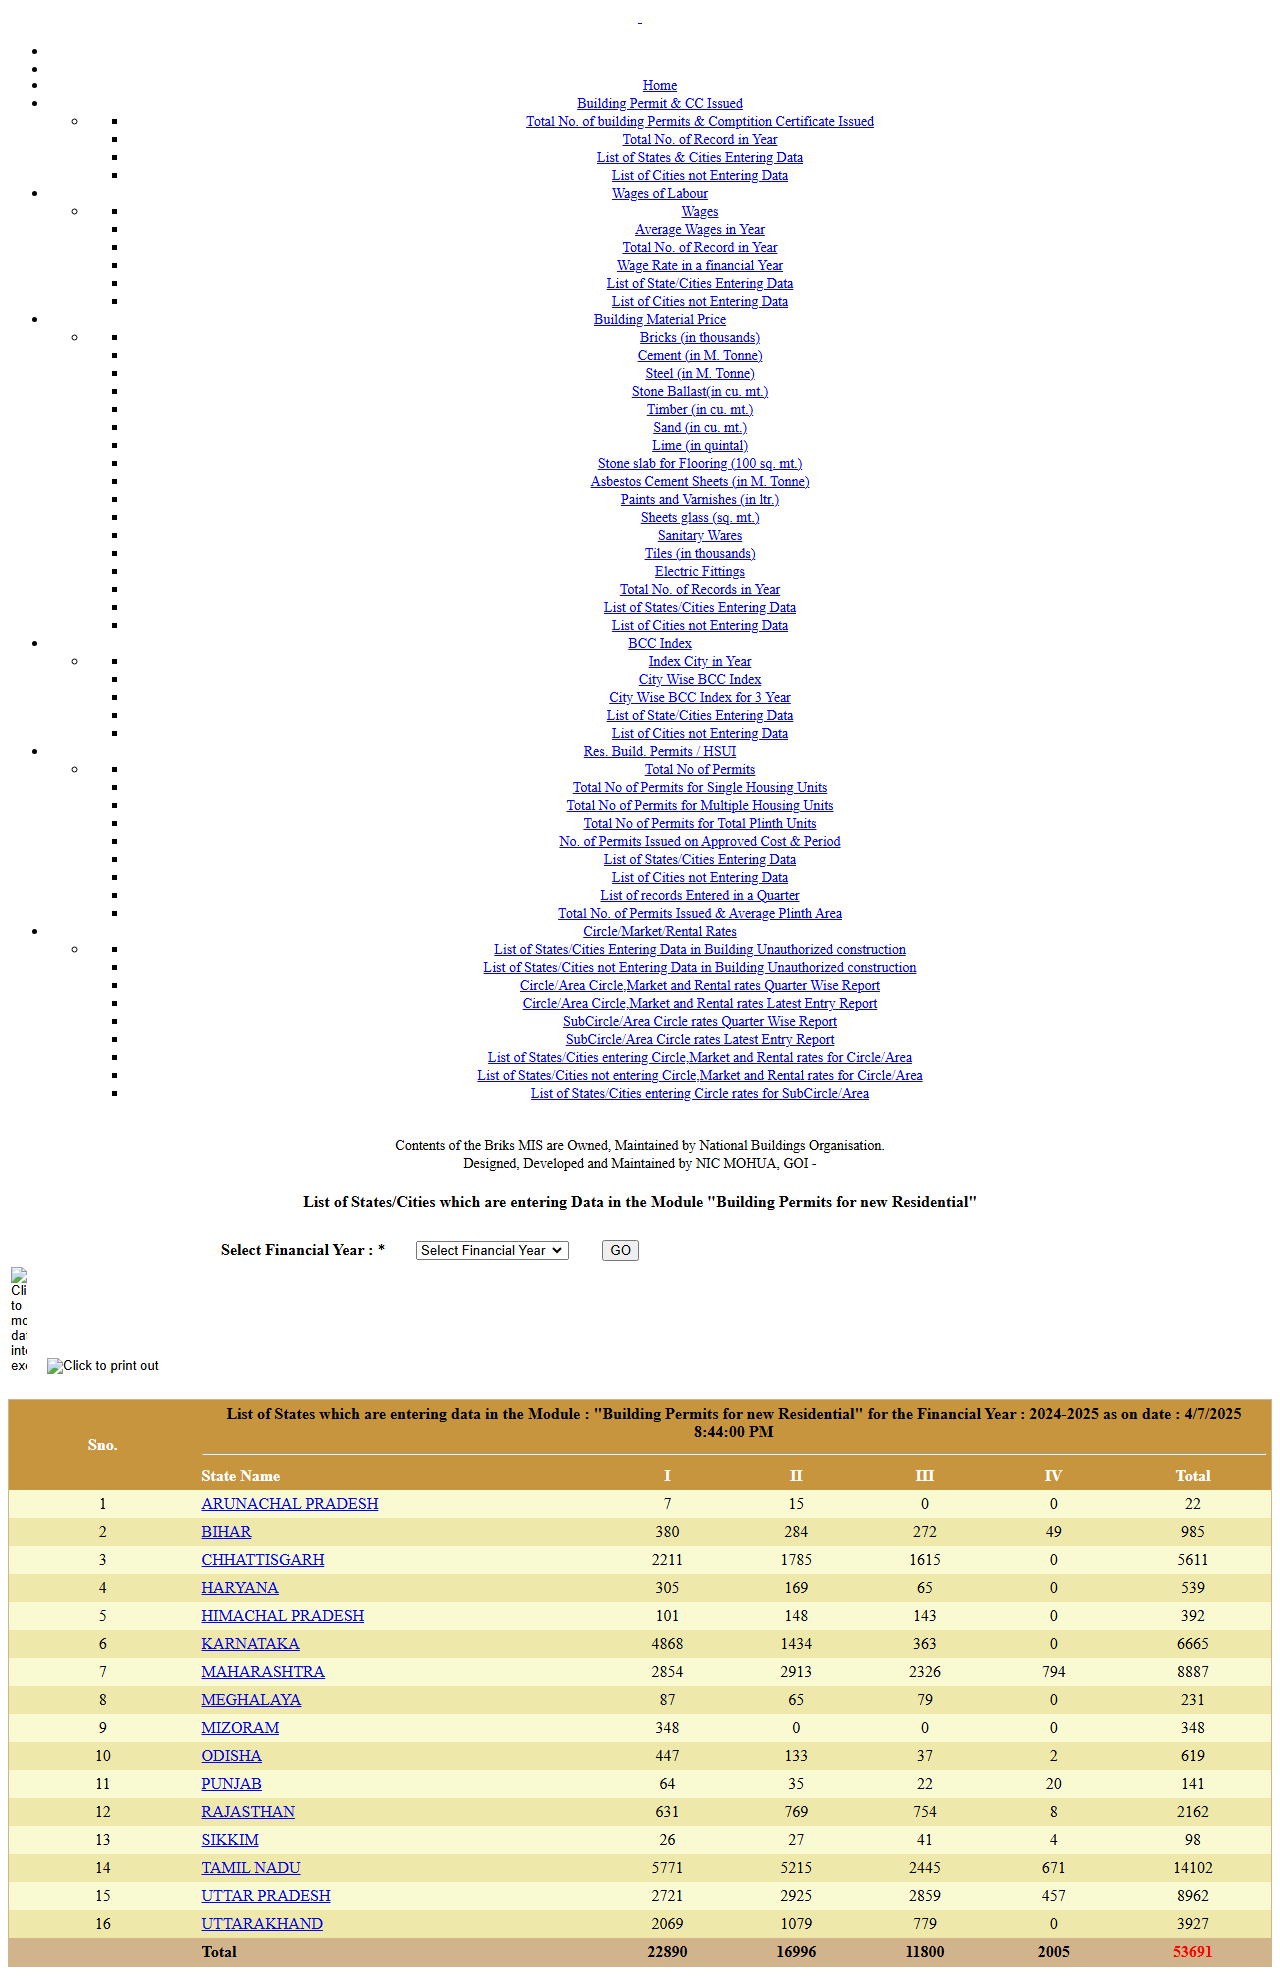 Home
Building Permit & CC Issued
Total No. of building Permits & Comptition Certificate Issued
Total No. of Record in Year
List of States & Cities Entering Data
List of Cities not Entering Data
Wages of Labour
Wages
Average Wages in Year
Total No. of Record in Year
Wage Rate in a financial Year
List of State/Cities Entering Data
List of Cities not Entering Data
Building Material Price
Bricks (in thousands)
Cement (in M. Tonne)
Steel (in M. Tonne)
Stone Ballast(in cu. mt.)
Timber (in cu. mt.)
Sand (in cu. mt.)
Lime (in quintal)
Stone slab for Flooring (100 sq. mt.)
Asbestos Cement Sheets (in M. Tonne)
Paints and Varnishes (in ltr.)
Sheets glass (sq. mt.)
Sanitary Wares
Tiles (in thousands)
Electric Fittings
Total No. of Records in Year
List of States/Cities Entering Data
List of Cities not Entering Data
BCC Index
Index City in Year
City Wise BCC Index
City Wise BCC Index for 3 Year
List of State/Cities Entering Data
List of Cities not Entering Data
Res. Build. Permits / HSUI
Total No of Permits
Total No of Permits for Single Housing Units
Total No of Permits for Multiple Housing Units
Total No of Permits for Total Plinth Units
No. of Permits Issued on Approved Cost & Period
List of States/Cities Entering Data
List of Cities not Entering Data
List of records Entered in a Quarter
Total No. of Permits Issued & Average Plinth Area
Circle/Market/Rental Rates
List of States/Cities Entering Data in Building Unauthorized construction
List of States/Cities not Entering Data in Building Unauthorized construction
Circle/Area Circle,Market and Rental rates Quarter Wise Report
Circle/Area Circle,Market and Rental rates Latest Entry Report
SubCircle/Area Circle rates Quarter Wise Report
SubCircle/Area Circle rates Latest Entry Report
List of States/Cities entering Circle,Market and Rental rates for Circle/Area
List of States/Cities not entering Circle,Market and Rental rates for Circle/Area
List of States/Cities entering Circle rates for SubCircle/Area
Contents of the Briks MIS are Owned, Maintained by National Buildings Organisation.
Designed, Developed and Maintained by NIC MOHUA, GOI -
List of States/Cities which are entering Data in the Module "Building Permits for new Residential"
Select Financial Year : * Select Financial Year GO
to
Click to print out
List of States which are entering data in the Module : "Building Permits for new Residential" for the Financial Year : 2024-2025 as on date : 4/7/2025
8:44:00 PM
Sno.
State Name I II III IV Total
1 ARUNACHAL PRADESH 7 15 0 0 22
2 BIHAR 380 284 272 49 985
3 CHHATTISGARH 2211 1785 1615 0 5611
4 HARYANA 305 169 65 0 539
5 HIMACHAL PRADESH 101 148 143 0 392
6 KARNATAKA 4868 1434 363 0 6665
7 MAHARASHTRA 2854 2913 2326 794 8887
8 MEGHALAYA 87 65 79 0 231
9 MIZORAM 348 0 0 0 348
10 ODISHA 447 133 37 2 619
11 PUNJAB 64 35 22 20 141
12 RAJASTHAN 631 769 754 8 2162
13 SIKKIM 26 27 41 4 98
14 TAMIL NADU 5771 5215 2445 671 14102
15 UTTAR PRADESH 2721 2925 2859 457 8962
16 UTTARAKHAND 2069 1079 779 0 3927
Total 22890 16996 11800 2005 53691